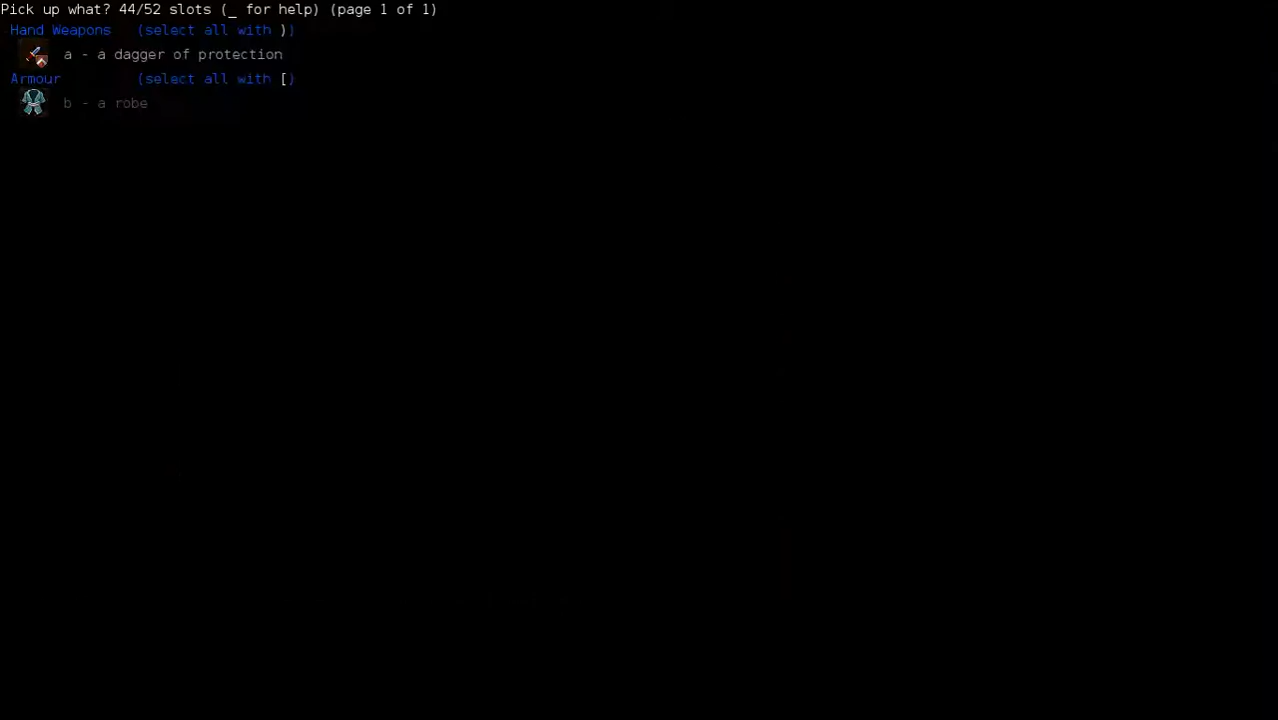 Pick up what? 44/52 slots (_ for help) (page 1 of 1)
Hand Weapons (select all with ))
a - a dagger of protection
Armour (select all with [)
b - a robe